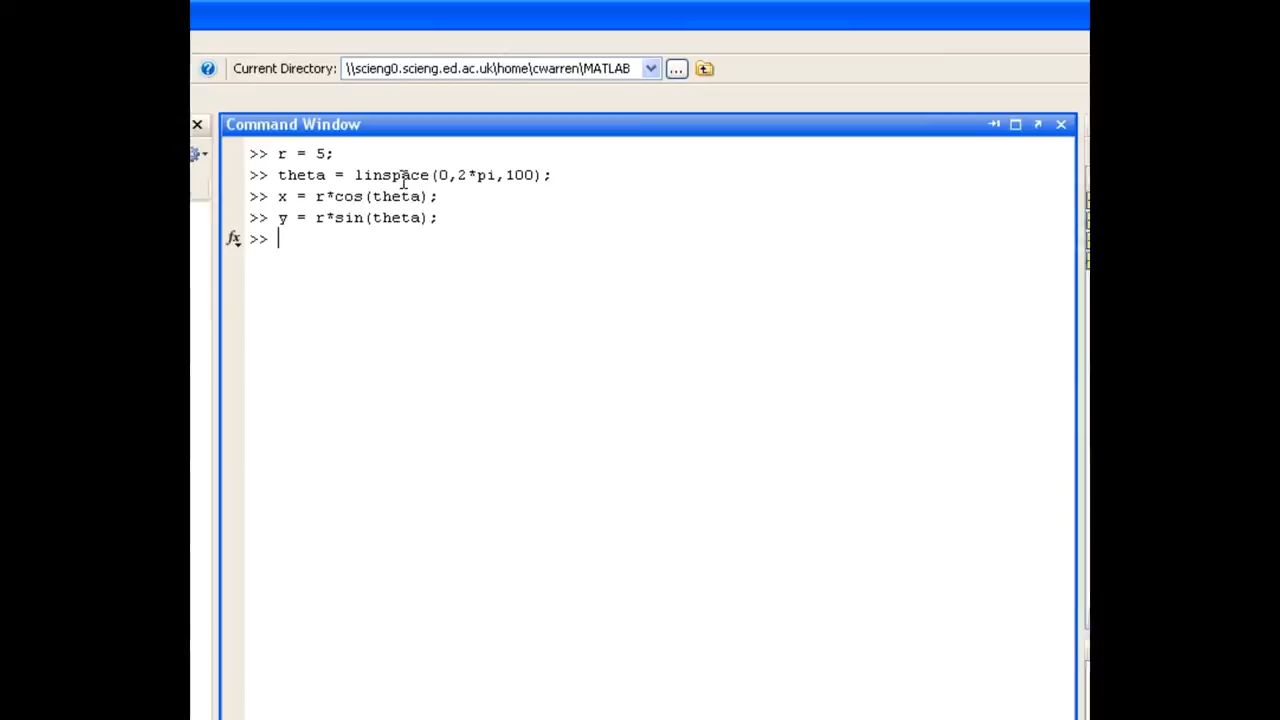 Current Directory: \\scieng0.scieng.ed.ac.uk\home\cwarren\MATLAB ...
Command Window
>> r = 5;
>> theta = linspace(0,2*pi,100);
>> x = r*cos(theta);
>> y = r*sin(theta);
fx >>